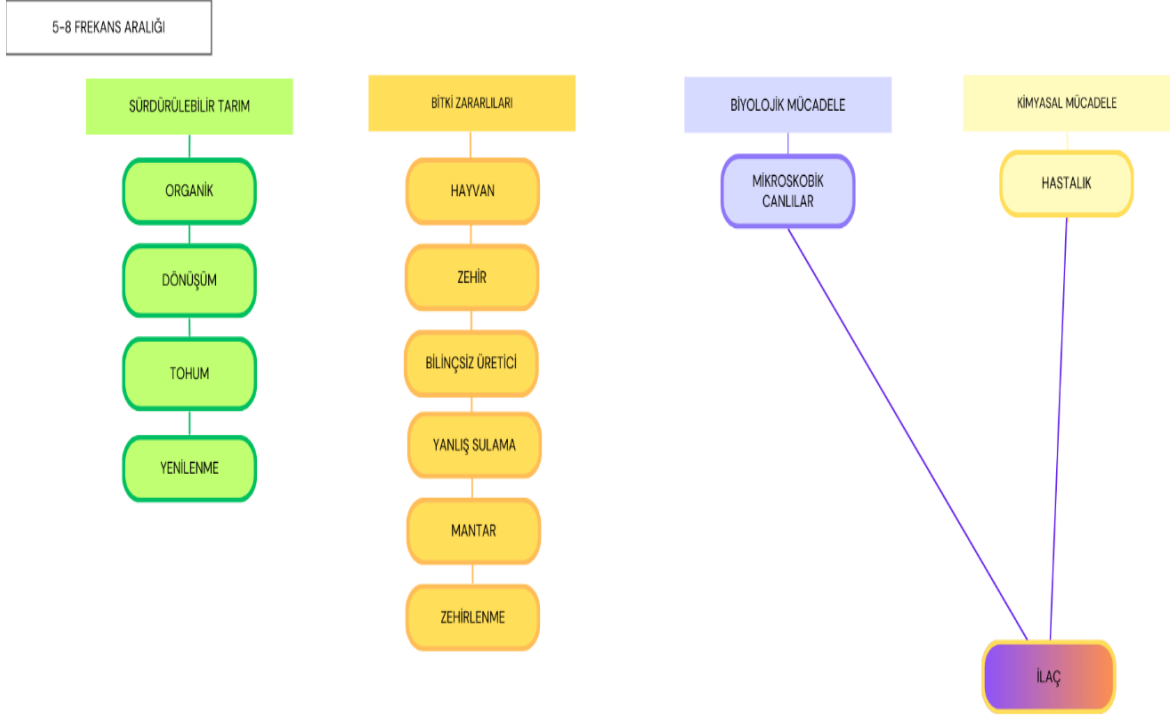 5-8 FREKANS ARALIĞI
SÜRDÜRÜLEBİLİR TARIM
ORGANİK
DÖNÜŞÜM
TOHUM
YENİLENME
BİTKİ ZARARLILARI
HAYVAN
ZEHİR
BİLİNÇSİZ ÜRETİCİ
YANLIŞ SULAMA
MANTAR
ZEHİRLENME
BİYOLOJİK MÜCADELE
MİKROSKOBİK
CANLILAR
KİMYASAL MÜCADELE
HASTALIK
İLAÇ